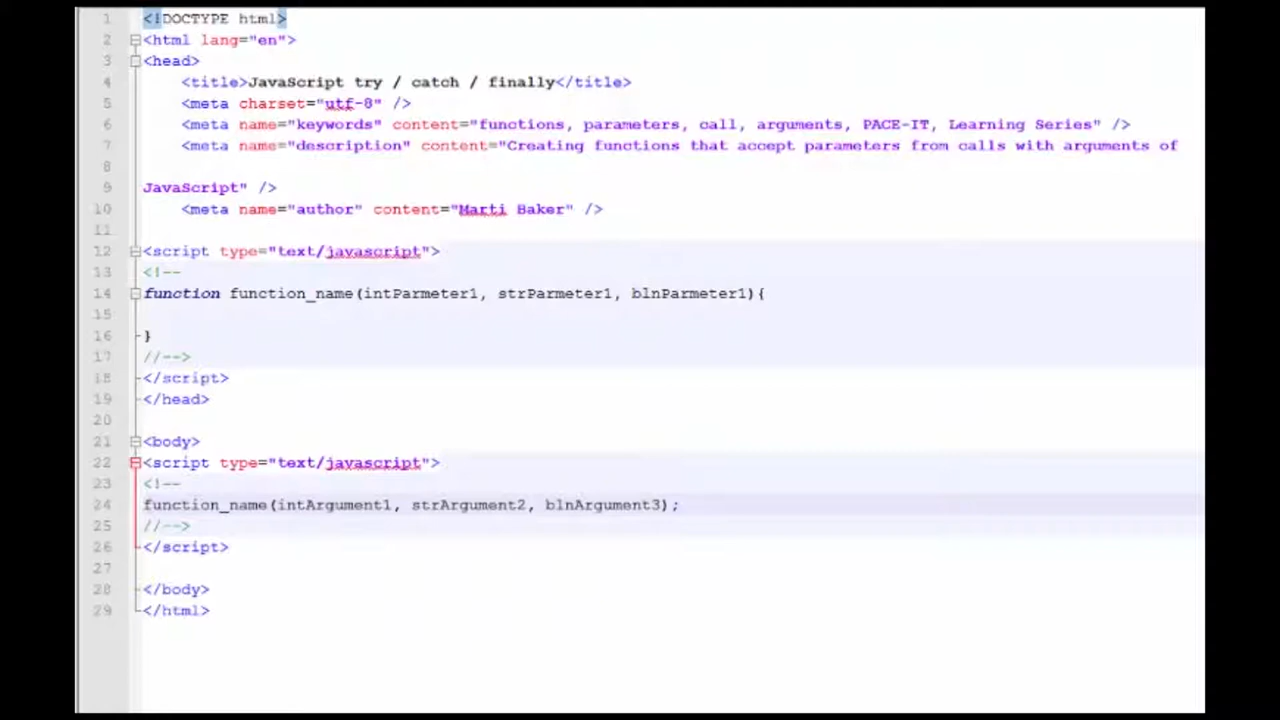 1 <!DOCTYPE html>
2 <html lang="en">
3 <head>
4 <title>JavaScript try / catch / finally</title>
5 <meta charset="utf-8" />
6 <meta name="keywords" content="functions, parameters, call, arguments, PACE-IT, Learning Series" />
7 <meta name="description" content="Creating functions that accept parameters from calls with arguments of
8
9 JavaScript" />
10 <meta name="author" content="Marti Baker" />
11
12 <script type="text/javascript">
13 <!--
14 function function_name(intParmeter1, strParmeter1, blnParmeter1){
15
16 }
17 //-->
18 </script>
19 </head>
20
21 <body>
22 <script type="text/javascript">
23 <!--
24 function_name(intArgument1, strArgument2, blnArgument3);
25 //-->
26 </script>
27
28 </body>
29 </html>